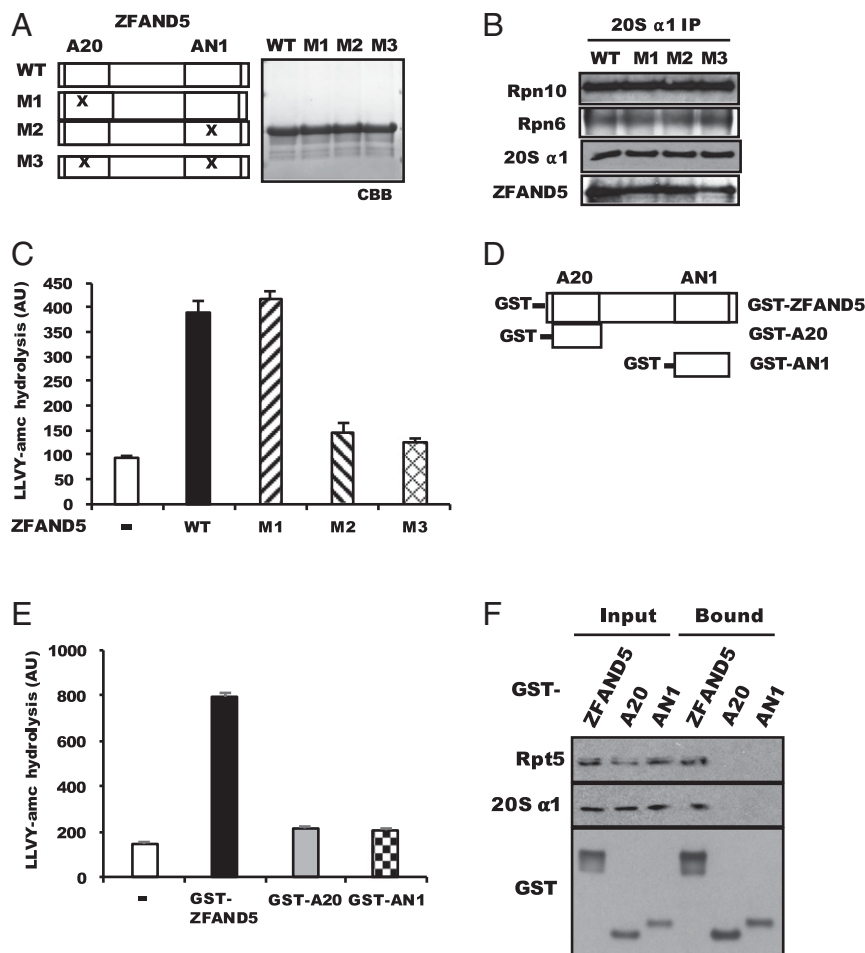 A
ZFAND5
A20 AN1
WT
M1
X
M2
X
M3
X X
WT M1 M2 M3
CBB
B
20S α1 IP
WT M1 M2 M3
Rpn10
Rpn6
20S α1
ZFAND5
C
LLVY-amc hydrolysis (AU)
450
400
350
300
250
200
150
100
50
0
ZFAND5 - WT M1 M2 M3
D
A20 AN1
GST- GST-ZFAND5
GST- GST-A20
GST- GST-AN1
E
LLVY-amc hydrolysis (AU)
1000
800
600
400
200
0
- GST-ZFAND5 GST-A20 GST-AN1
F
Input Bound
GST- ZFAND5 A20 AN1 ZFAND5 A20 AN1
Rpt5
20S α1
GST